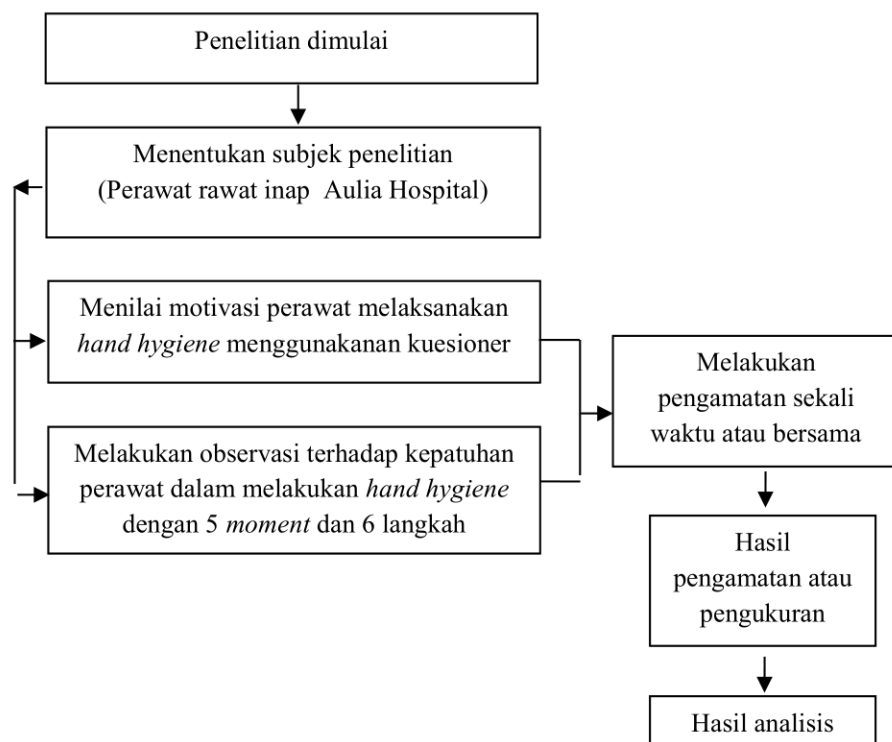 Penelitian dimulai
Menentukan subjek penelitian
(Perawat rawat inap Aulia Hospital)
Menilai motivasi perawat melaksanakan
hand hygiene menggunakanan kuesioner
Melakukan observasi terhadap kepatuhan
perawat dalam melakukan hand hygiene
dengan 5 moment dan 6 langkah
Melakukan
pengamatan sekali
waktu atau bersama
Hasil
pengamatan atau
pengukuran
Hasil analisis